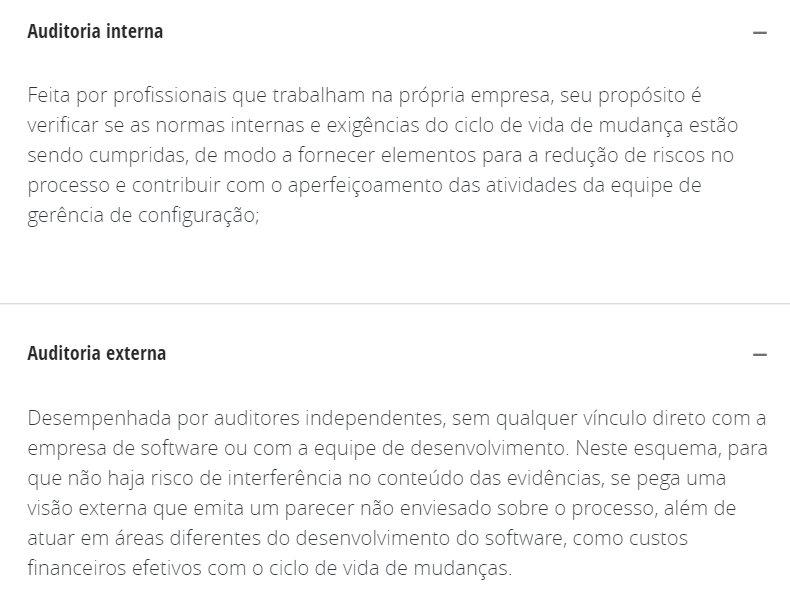 Auditoria interna
Feita por profissionais que trabalham na própria empresa, seu propósito é
verificar se as normas internas e exigências do ciclo de vida de mudança estão
sendo cumpridas, de modo a fornecer elementos para a redução de riscos no
processo e contribuir com o aperfeiçoamento das atividades da equipe de
gerência de configuração;
Auditoria externa
Desempenhada por auditores independentes, sem qualquer vínculo direto com a
empresa de software ou com a equipe de desenvolvimento. Neste esquema, para
que não haja risco de interferência no conteúdo das evidências, se pega uma
visão externa que emita um parecer não enviesado sobre o processo, além de
atuar em áreas diferentes do desenvolvimento do software, como custos
financeiros efetivos com o ciclo de vida de mudanças.